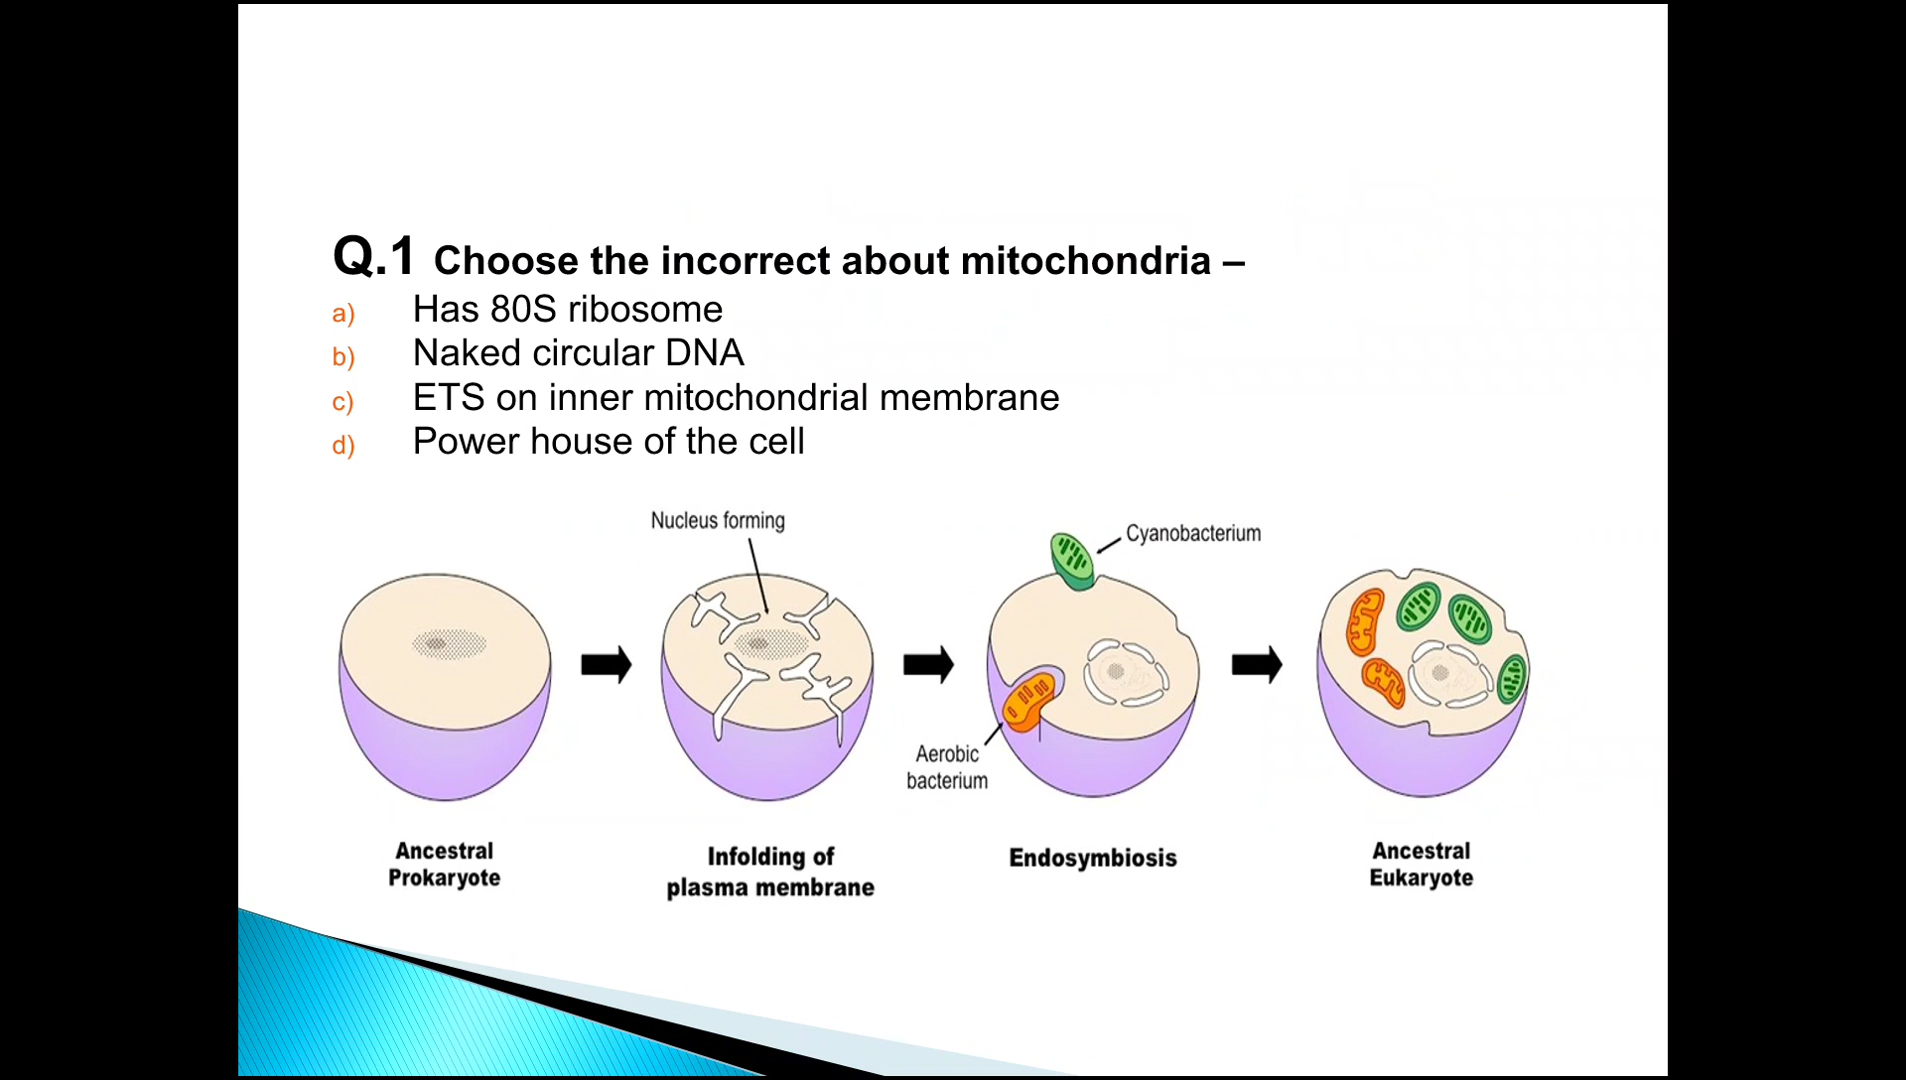 Q.1 Choose the incorrect about mitochondria –
a) Has 80S ribosome
b) Naked circular DNA
c) ETS on inner mitochondrial membrane
d) Power house of the cell
Nucleus forming
Cyanobacterium
Aerobic
bacterium
Ancestral
Prokaryote
Infolding of
plasma membrane
Endosymbiosis
Ancestral
Eukaryote